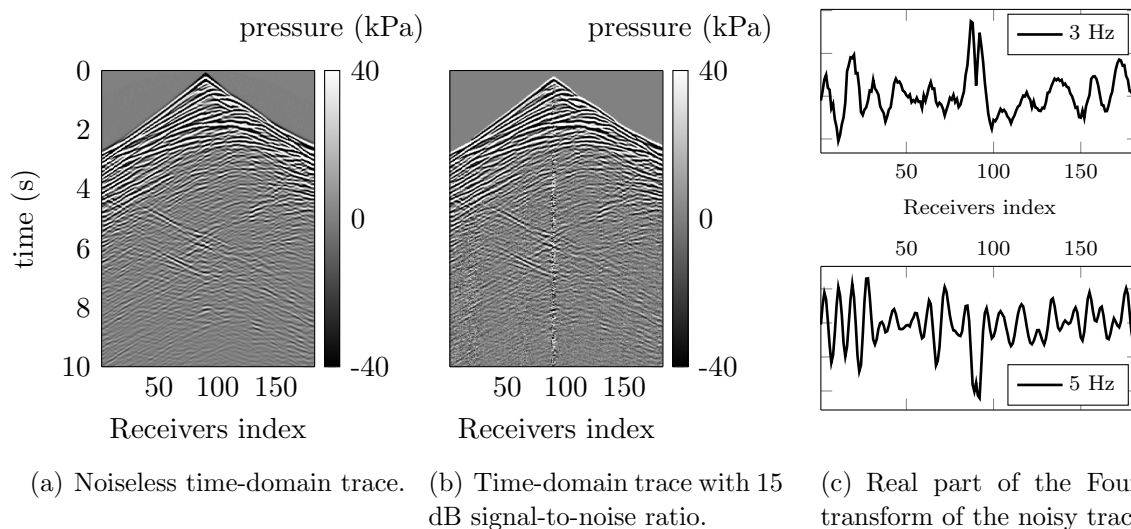 pressure (kPa)
0
2
4
6
8
10
time (s)
50 100 150
Receivers index
40
0
-40
(a) Noiseless time-domain trace.
pressure (kPa)
50 100 150
Receivers index
40
0
-40
(b) Time-domain trace with 15
dB signal-to-noise ratio.
3 Hz
50 100 150
Receivers index
50 100 150
5 Hz
(c) Real part of the
transform of the noisy